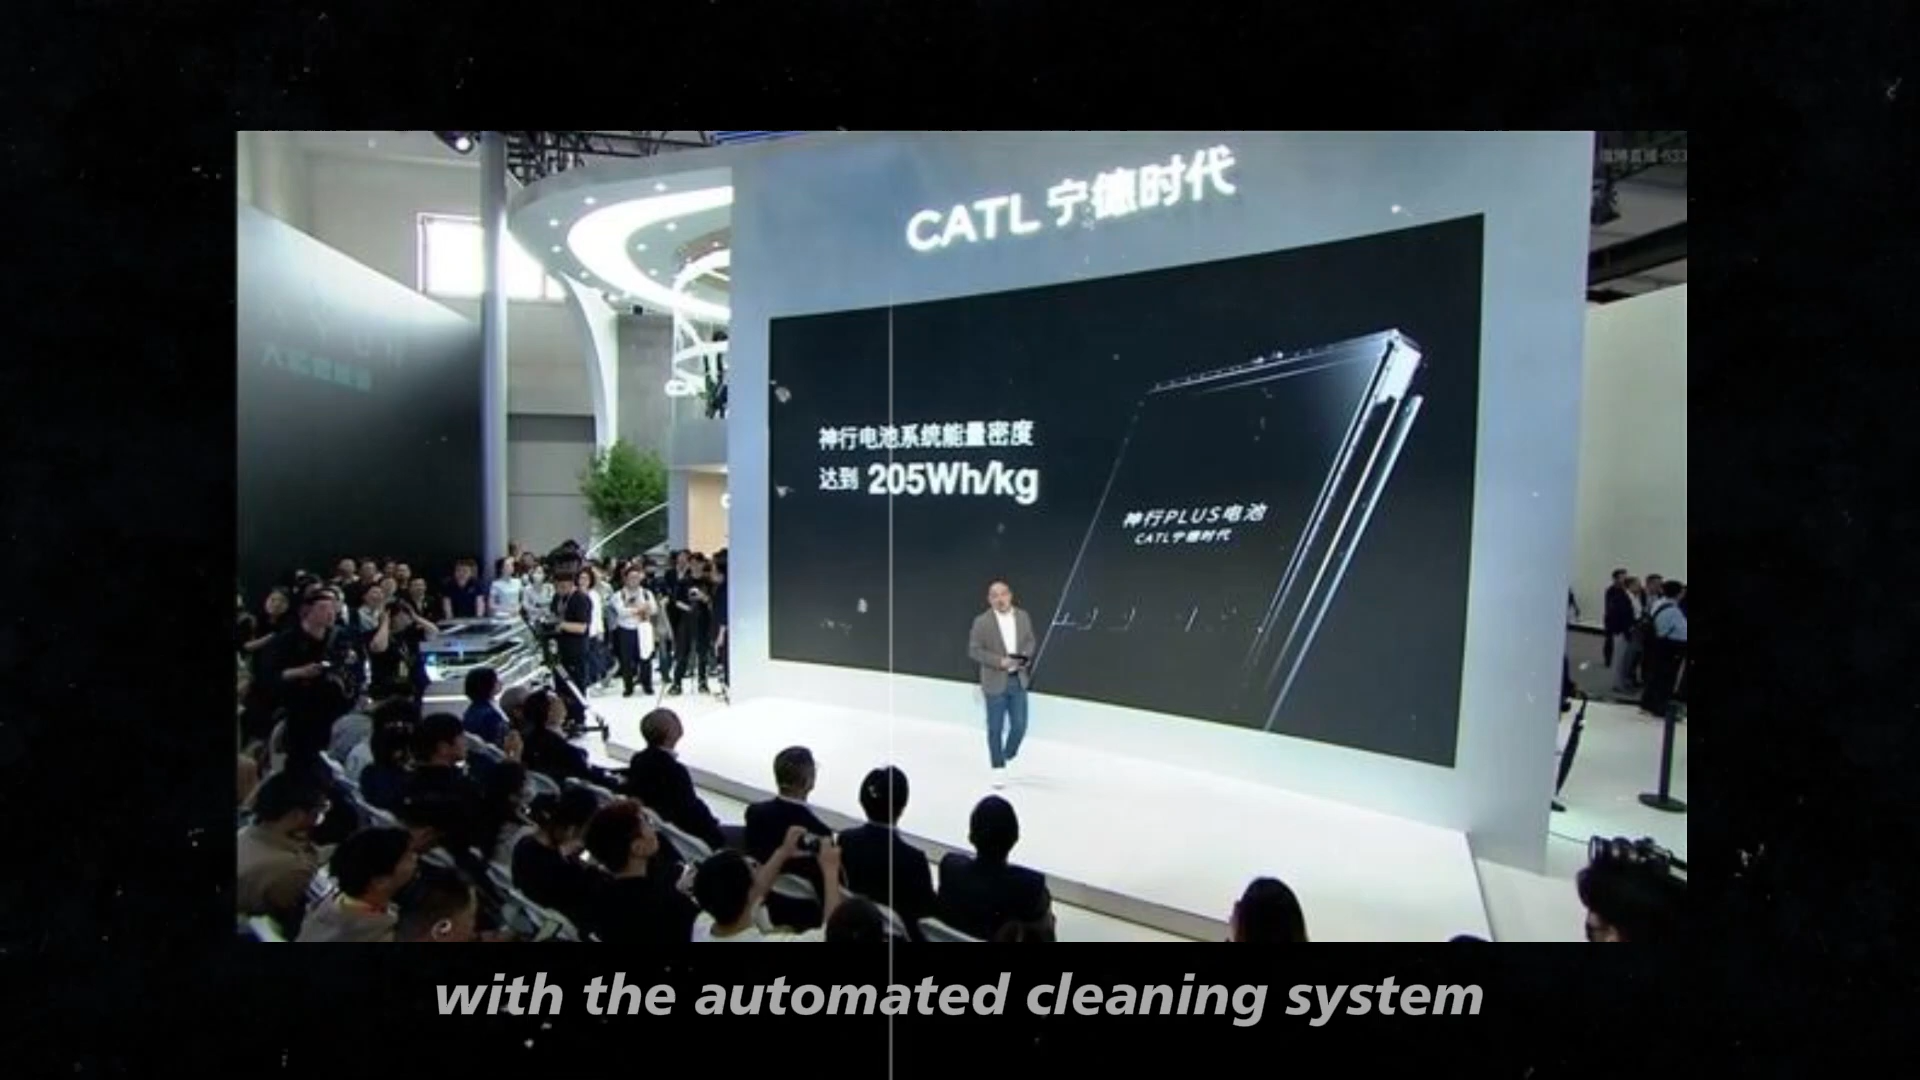 CATL 宁德时代
神行电池系统能量密度
达到 205Wh/kg
神行PLUS电池
CATL宁德时代
with the automated cleaning system